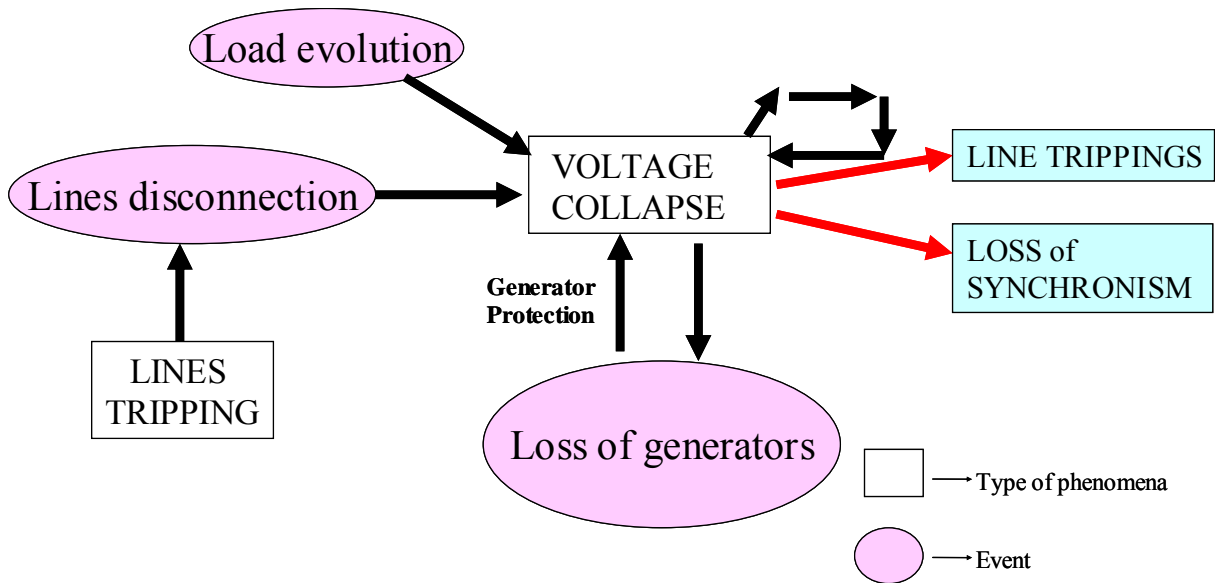 Load evolution
Lines disconnection
VOLTAGE
COLLAPSE
LINE TRIPPINGS
LOSS of
SYNCHRONISM
Generator
Protection
LINES
TRIPPING
Loss of generators
Type of phenomena
Event